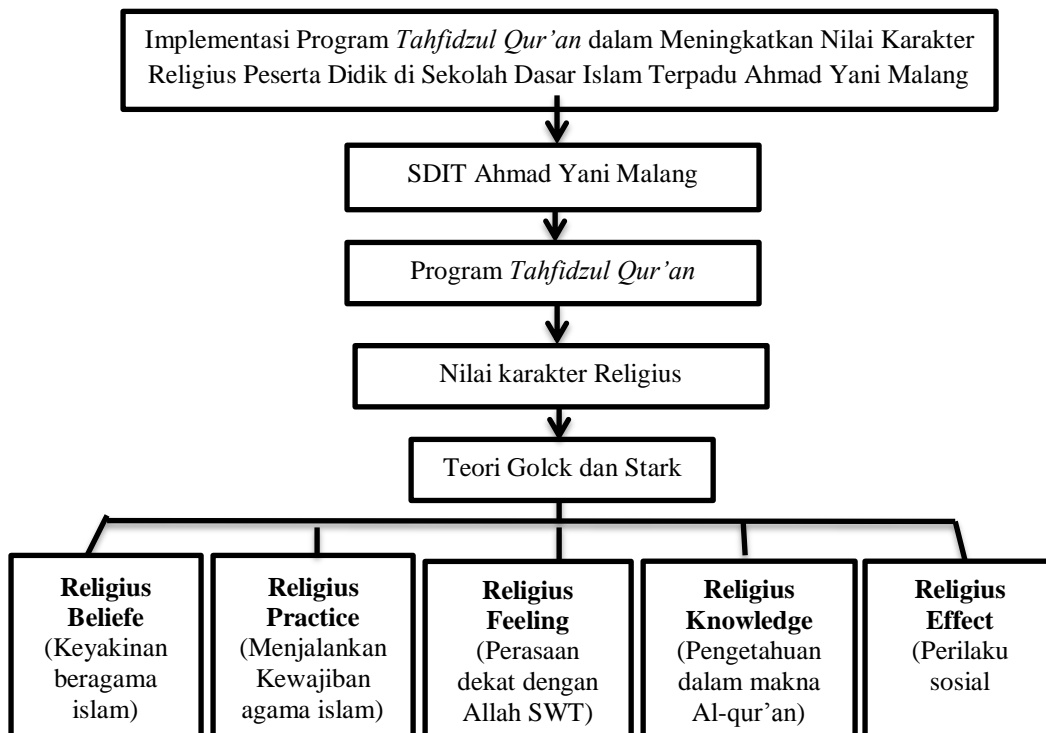 Implementasi Program Tahfidzul Qur’an dalam Meningkatkan Nilai Karakter
Religius Peserta Didik di Sekolah Dasar Islam Terpadu Ahmad Yani Malang
SDIT Ahmad Yani Malang
Program Tahfidzul Qur’an
Nilai karakter Religius
Teori Golck dan Stark
Religius
Beliefe
(Keyakinan
beragama
islam)
Religius
Practice
(Menjalankan
Kewajiban
agama islam)
Religius
Feeling
(Perasaan
dekat dengan
Allah SWT)
Religius
Knowledge
(Pengetahuan
dalam makna
Al-qur’an)
Religius
Effect
(Perilaku
sosial